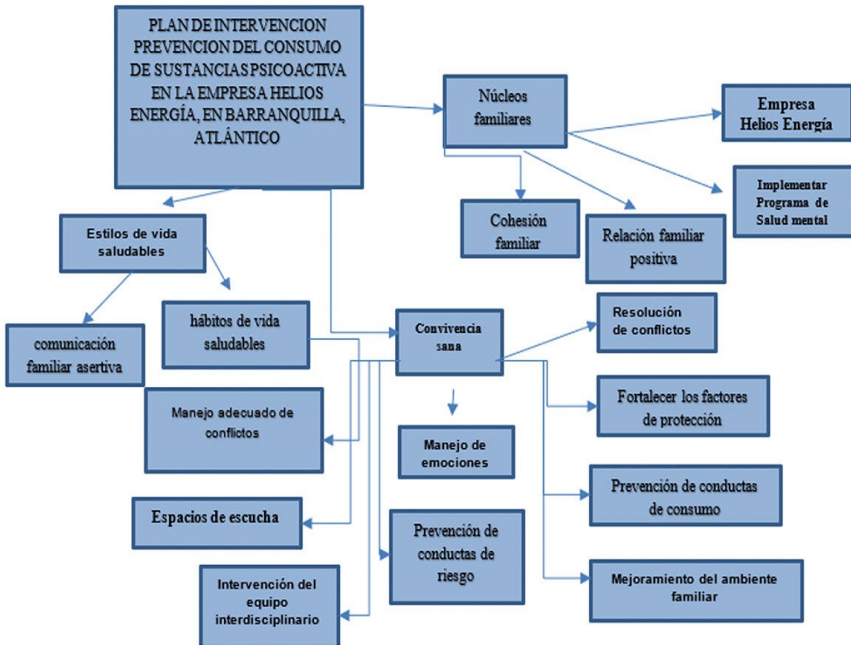 PLAN DE INTERVENCION
PREVENCION DEL CONSUMO
DE SUSTANCIAS PSICOACTIVA
EN LA EMPRESA HELIOS
ENERGÍA, EN BARRANQUILLA,
ATLÁNTICO
Núcleos
familiares
Empresa
Helios Energía
Implementar
Programa de
Salud mental
Cohesión
familiar
Relación familiar
positiva
Estilos de vida
saludables
comunicación
familiar asertiva
hábitos de vida
saludables
Convivencia
sana
Resolución
de conflictos
Manejo adecuado de
conflictos
Manejo de
emociones
Fortalecer los factores
de protección
Espacios de escucha
Prevención de
conductas de
riesgo
Prevención de conductas
de consumo
Intervención del
equipo
interdisciplinario
Mejoramiento del ambiente
familiar